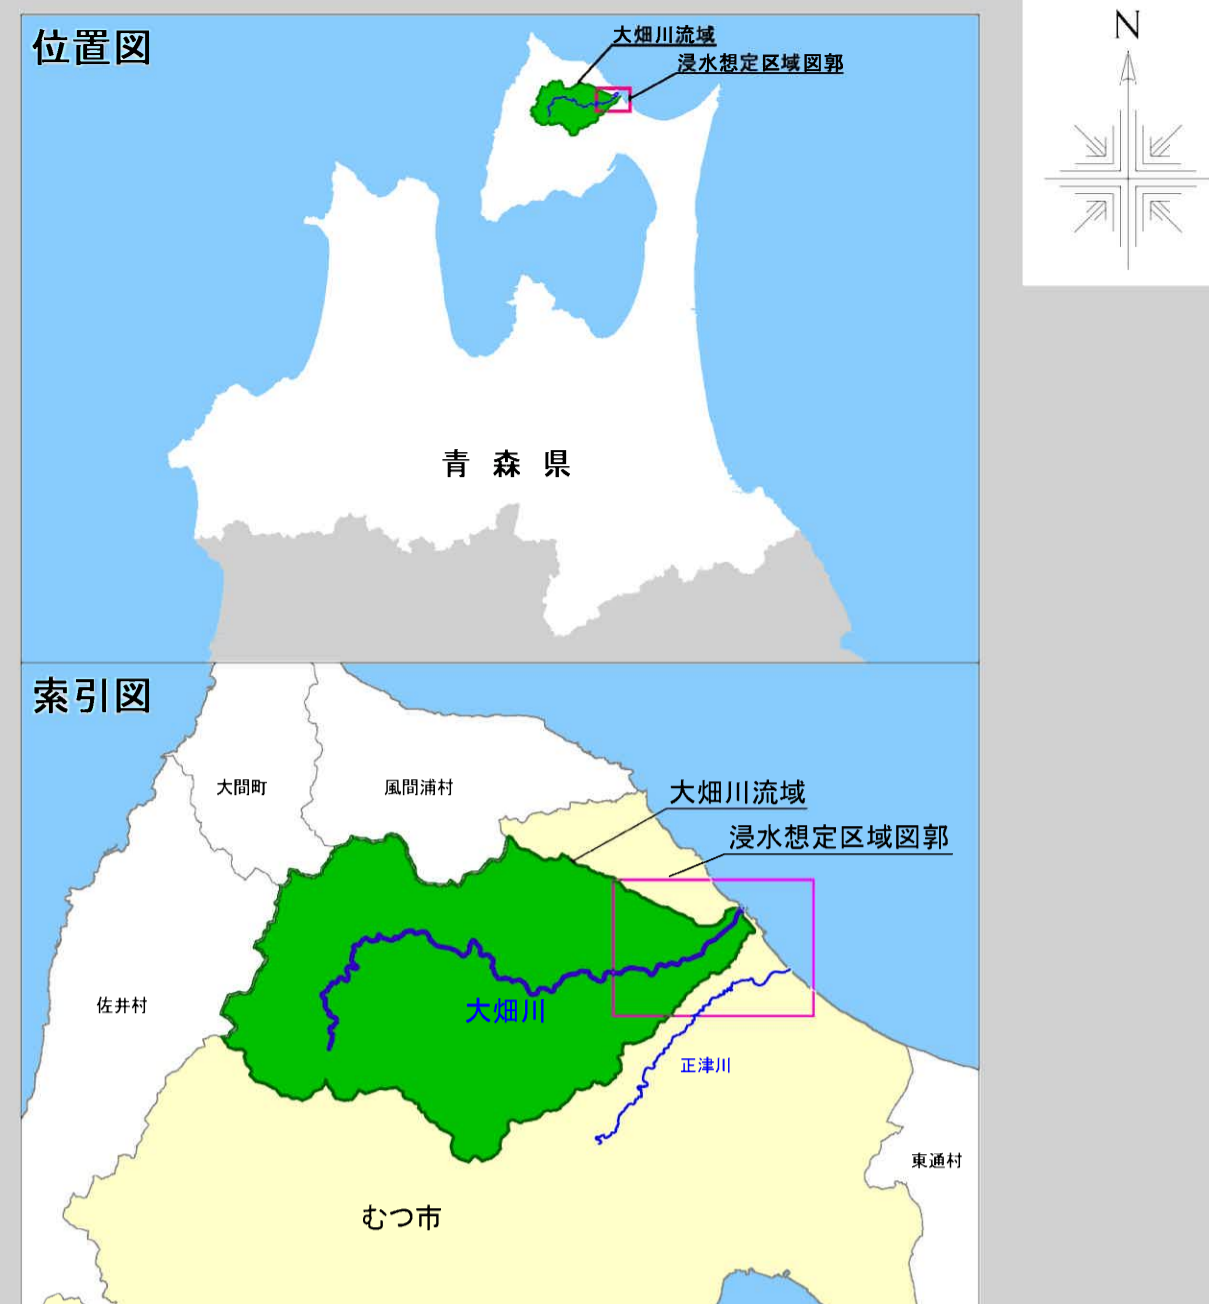 位置図
大畑川流域
浸水想定区域図郭
N
青森県
索引図
大間町
風間浦村
大畑川流域
浸水想定区域図郭
佐井村
大畑川
正津川
東通村
むつ市